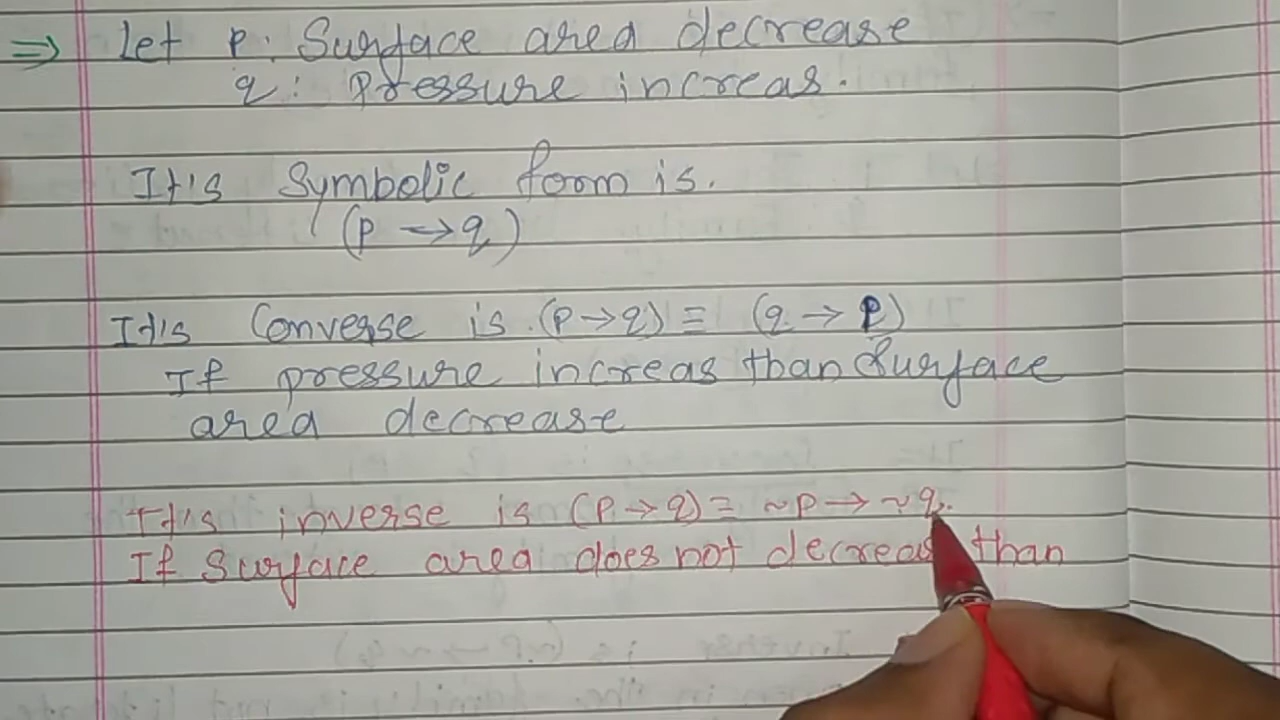 ⇒ Let p: Surface area decrease
q: Pressure increas.
It's Symbolic form is.
(p → q)
It's Converse is (p → q) ≡ (q → p)
If pressure increas than Surface
area decrease
It's inverse is (p → q) = ~p → ~q.
If Surface area does not decreas than